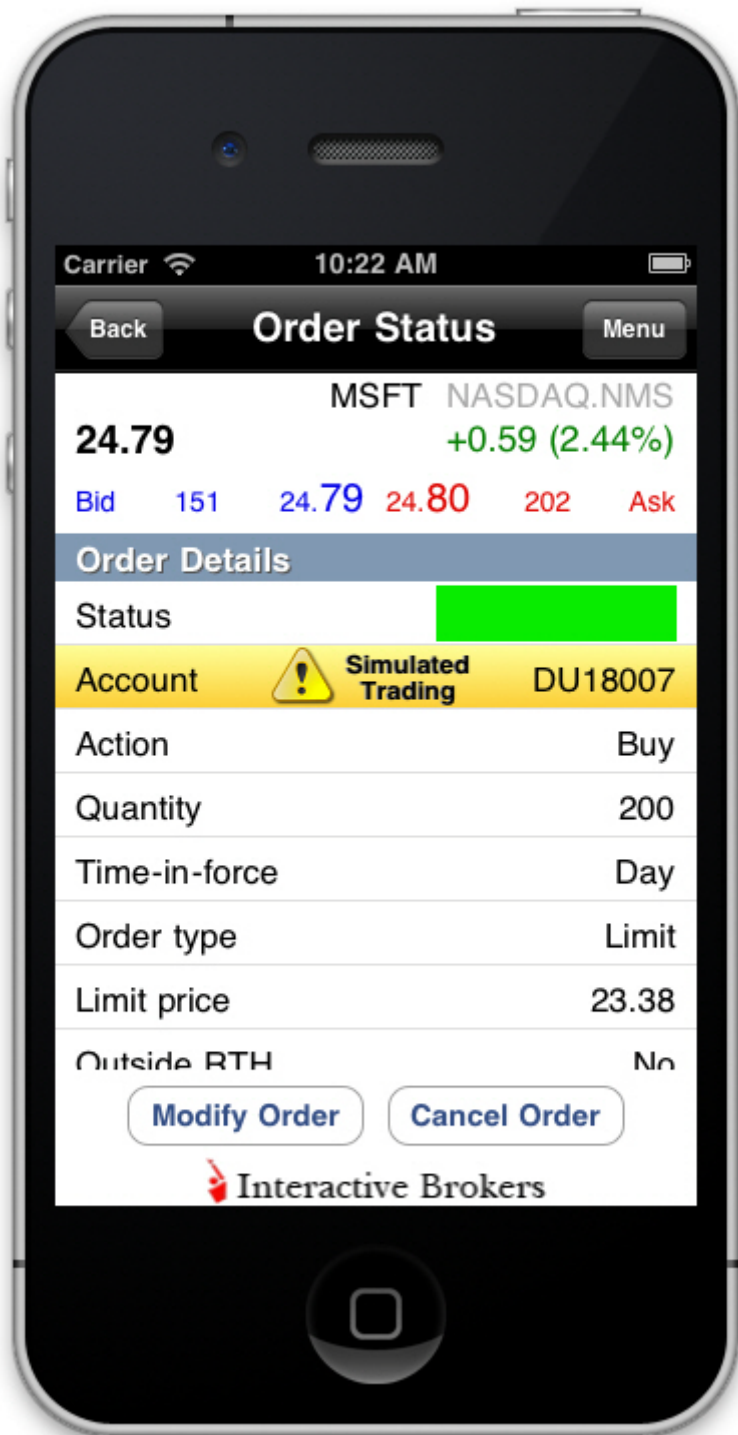 Carrier 10:22 AM
Back Order Status Menu
MSFT NASDAQ.NMS
24.79 +0.59 (2.44%)
Bid 151 24.79 24.80 202 Ask
Order Details
Status
Account Simulated Trading DU18007
Action Buy
Quantity 200
Time-in-force Day
Order type Limit
Limit price 23.38
Outside RTH No
Modify Order Cancel Order
Interactive Brokers